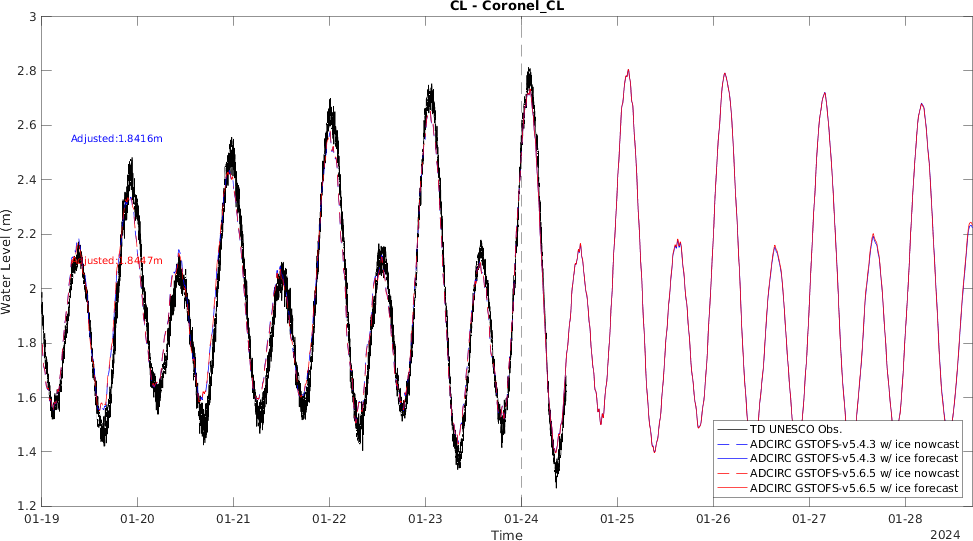 CL - Coronel_CL
3
2.8
2.6
2.4
2.2
2
1.8
1.6
1.4
1.2
Water Level (m)
Adjusted:1.8416m
Adjusted:1.8447m
TD UNESCO Obs.
ADCIRC GSTOFS-v5.4.3 w/ ice nowcast
ADCIRC GSTOFS-v5.4.3 w/ ice forecast
ADCIRC GSTOFS-v5.6.5 w/ ice nowcast
ADCIRC GSTOFS-v5.6.5 w/ ice forecast
01-19 01-20 01-21 01-22 01-23 01-24 01-25 01-26 01-27 01-28
Time
2024